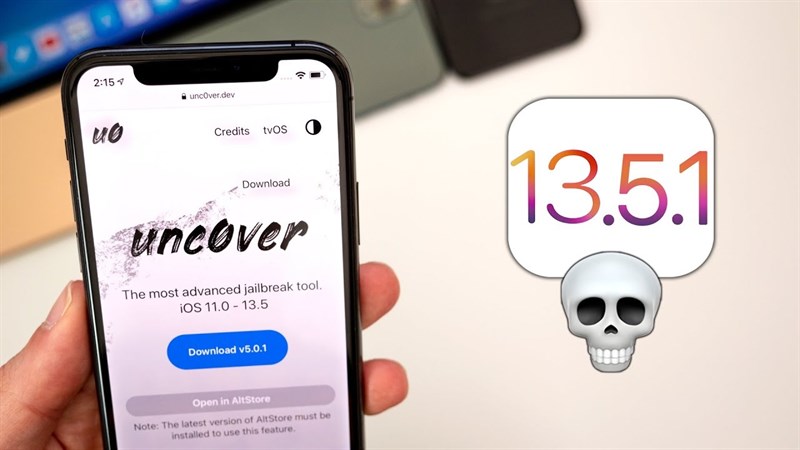 2:15
unc0ver.dev
u0
Credits tvOS
Download
unc0ver
The most advanced jailbreak tool.
iOS 11.0 - 13.5
Download v5.0.1
Open in AltStore
Note: The latest version of AltStore must be
installed to use this feature.
13.5.1